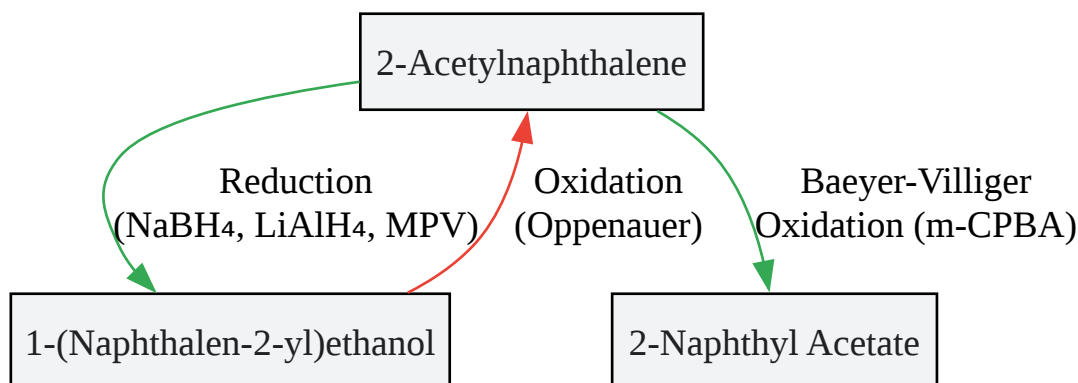 2-Acetylnaphthalene
Reduction
(NaBH₄, LiAlH₄, MPV)
Oxidation
(Oppenauer)
Baeyer-Villiger
Oxidation (m-CPBA)
1-(Naphthalen-2-yl)ethanol
2-Naphthyl Acetate